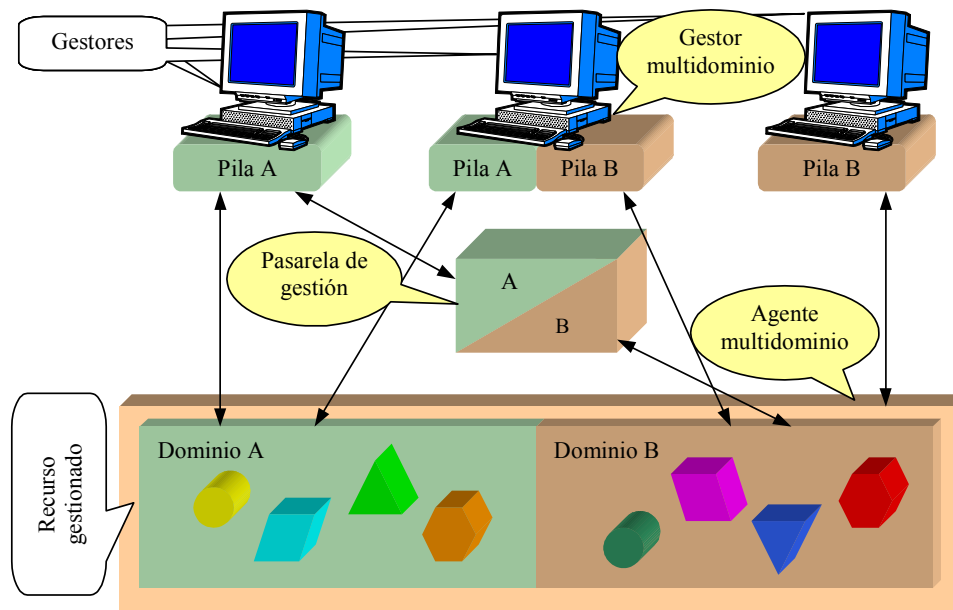 Gestores
Gestor
multidominio
Pila A
Pila A
Pila B
Pila B
Pasarela de
gestión
A
B
Agente
multidominio
Recurso
gestionado
Dominio A
Dominio B